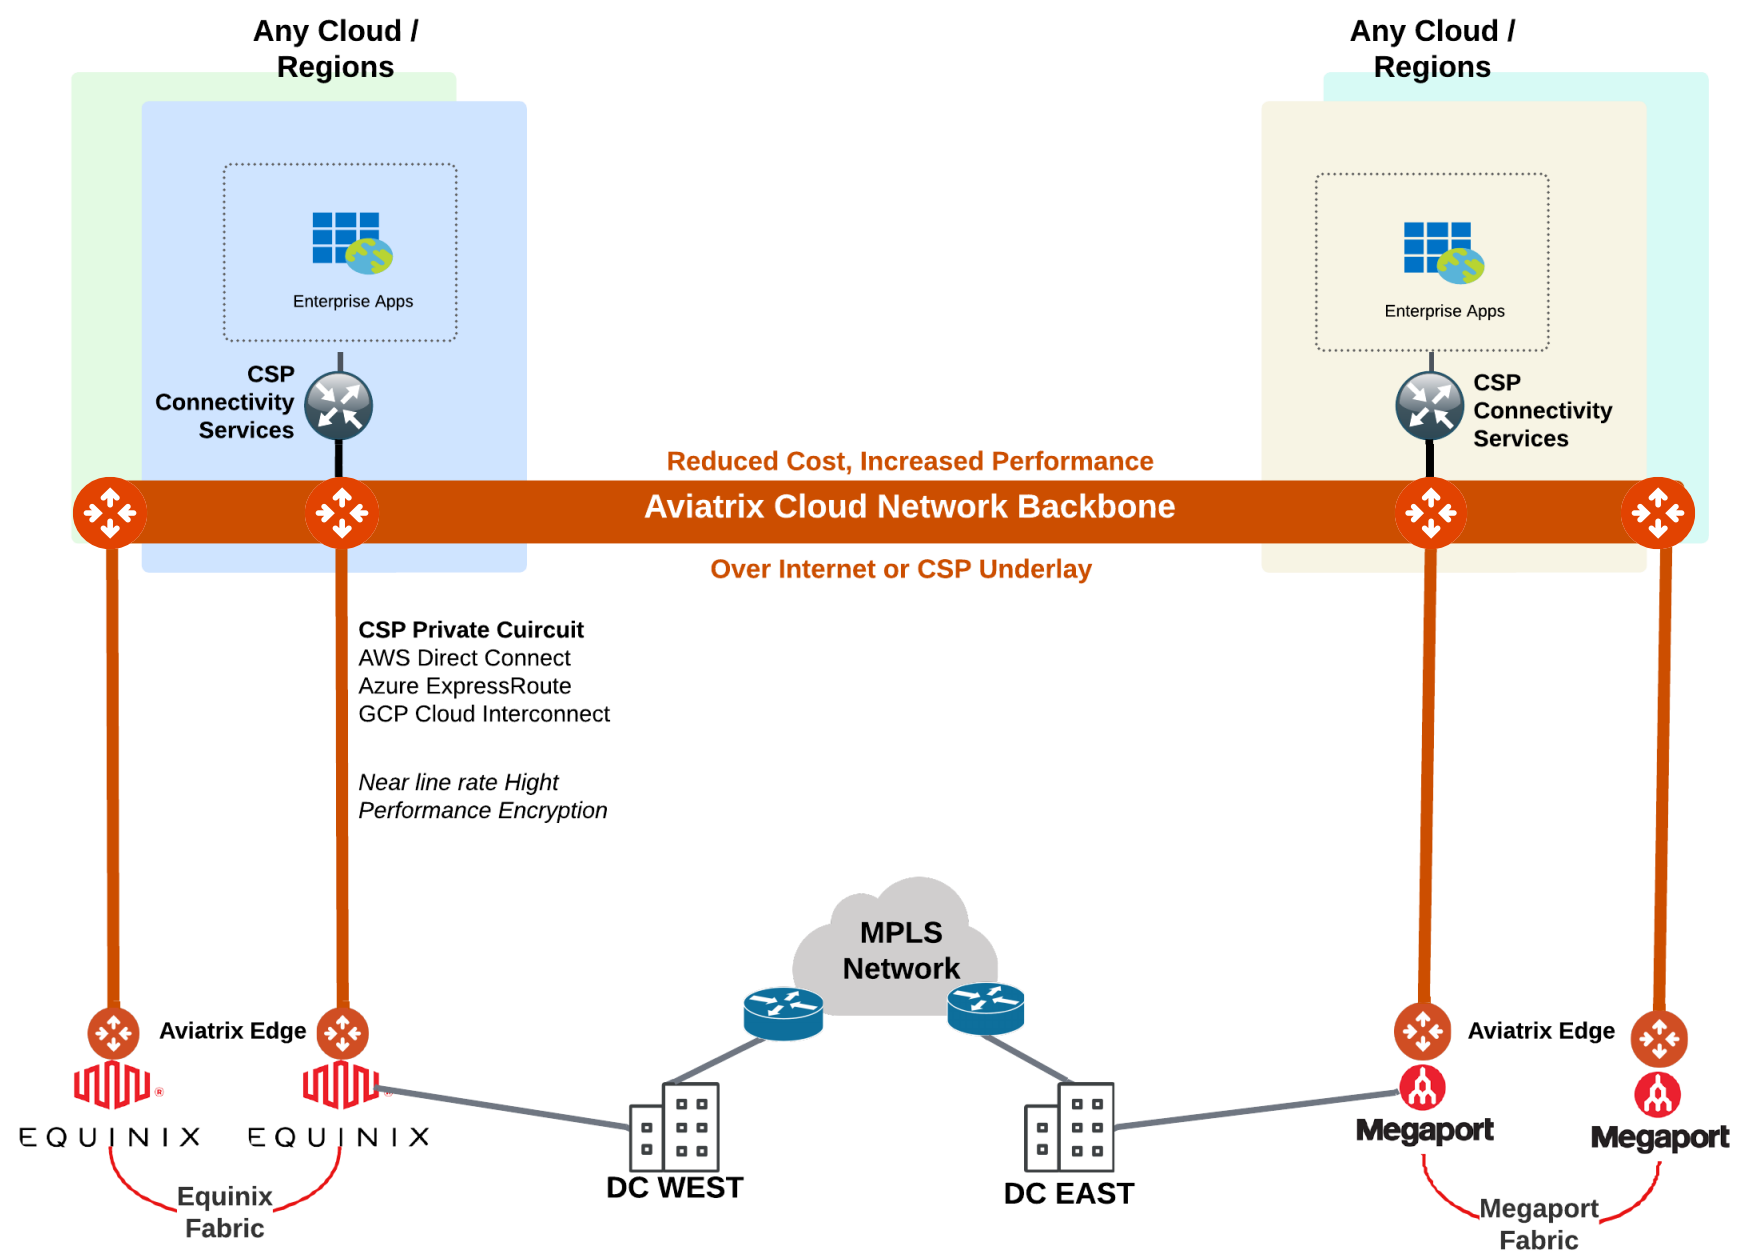 Any Cloud /
Regions
Any Cloud /
Regions
Enterprise Apps
Enterprise Apps
CSP
Connectivity
Services
CSP
Connectivity
Services
Reduced Cost, Increased Performance
Aviatrix Cloud Network Backbone
Over Internet or CSP Underlay
CSP Private Cuircuit
AWS Direct Connect
Azure ExpressRoute
GCP Cloud Interconnect
Near line rate Hight
Performance Encryption
MPLS
Network
Aviatrix Edge
Aviatrix Edge
®
®
EQUINIX
EQUINIX
Megaport
Megaport
DC WEST
DC EAST
Equinix
Fabric
Megaport
Fabric